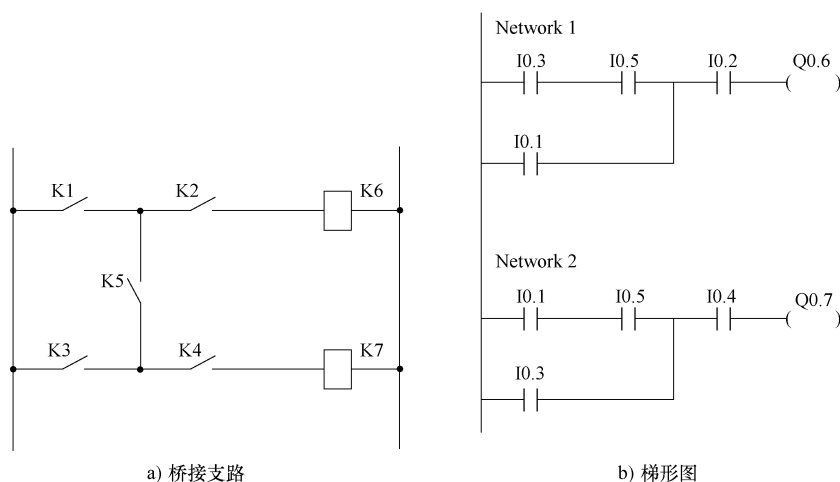 K1 K2 K6
K5
K3 K4 K7
a) 桥接支路
Network 1
I0.3 I0.5 I0.2 Q0.6
I0.1
Network 2
I0.1 I0.5 I0.4 Q0.7
I0.3
b) 梯形图